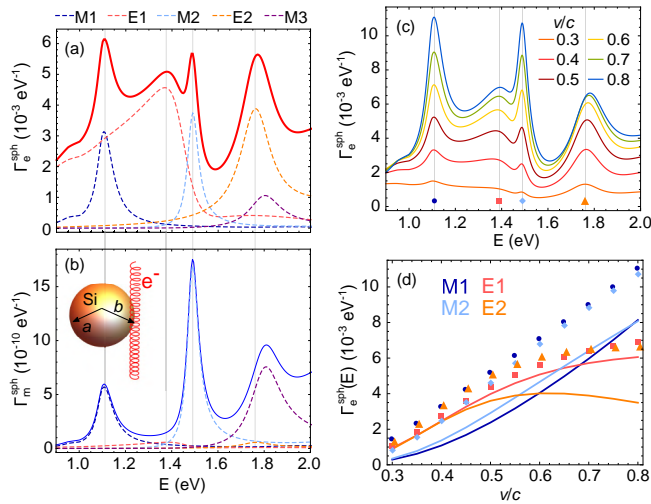 M1 E1 M2 E2 M3
(a)
Γ_e^sph (10^-3 eV^-1)
6
5
4
3
2
1
0
(b)
Si
a
b
e^-
Γ_m^sph (10^-10 eV^-1)
15
10
5
0
1.0 1.2 1.4 1.6 1.8 2.0
E (eV)
(c)
v/c
0.3 0.6
0.4 0.7
0.5 0.8
Γ_e^sph (10^-3 eV^-1)
10
8
6
4
2
0
1.0 1.2 1.4 1.6 1.8 2.0
E (eV)
(d)
M1 E1
M2 E2
Γ_e^sph(E) (10^-3 eV^-1)
10
8
6
4
2
0
0.3 0.4 0.5 0.6 0.7 0.8
v/c